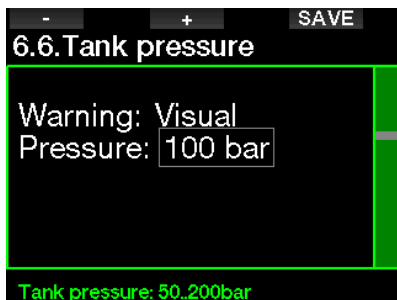 - + SAVE
6.6.Tank pressure
Warning: Visual
Pressure: 100 bar
Tank pressure: 50..200bar